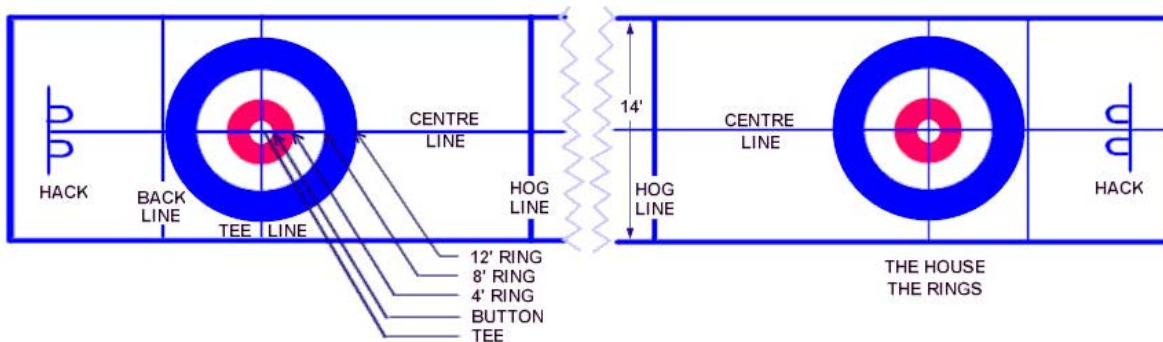 HACK
BACK
LINE
TEE LINE
CENTRE
LINE
HOG
LINE
12' RING
8' RING
4' RING
BUTTON
TEE
14'
HOG
LINE
CENTRE
LINE
HACK
THE HOUSE
THE RINGS